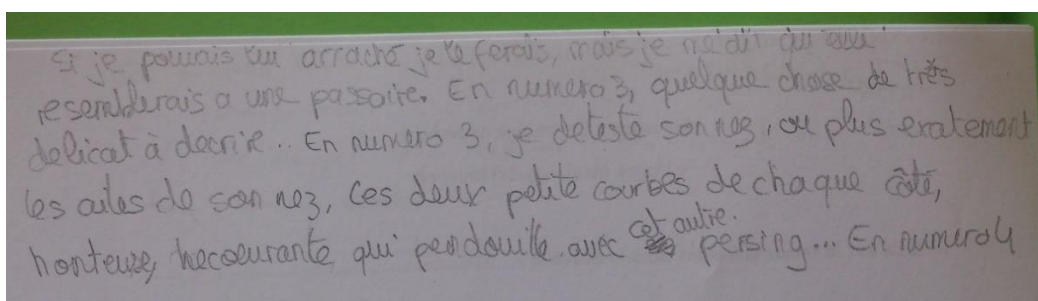 si je pouvais lui arraché je le ferais, mais je me dit qu'elle
resemblerais a une passoire. En numero 3, quelque chose de très
delicat à decrire.. En numero 3, je deteste son nez, ou plus exatement
les ailes de son nez, ces deux petite courbes de chaque côté,
honteuse, hecoeurante qui pendouille avec cet autre persing... En numero 4